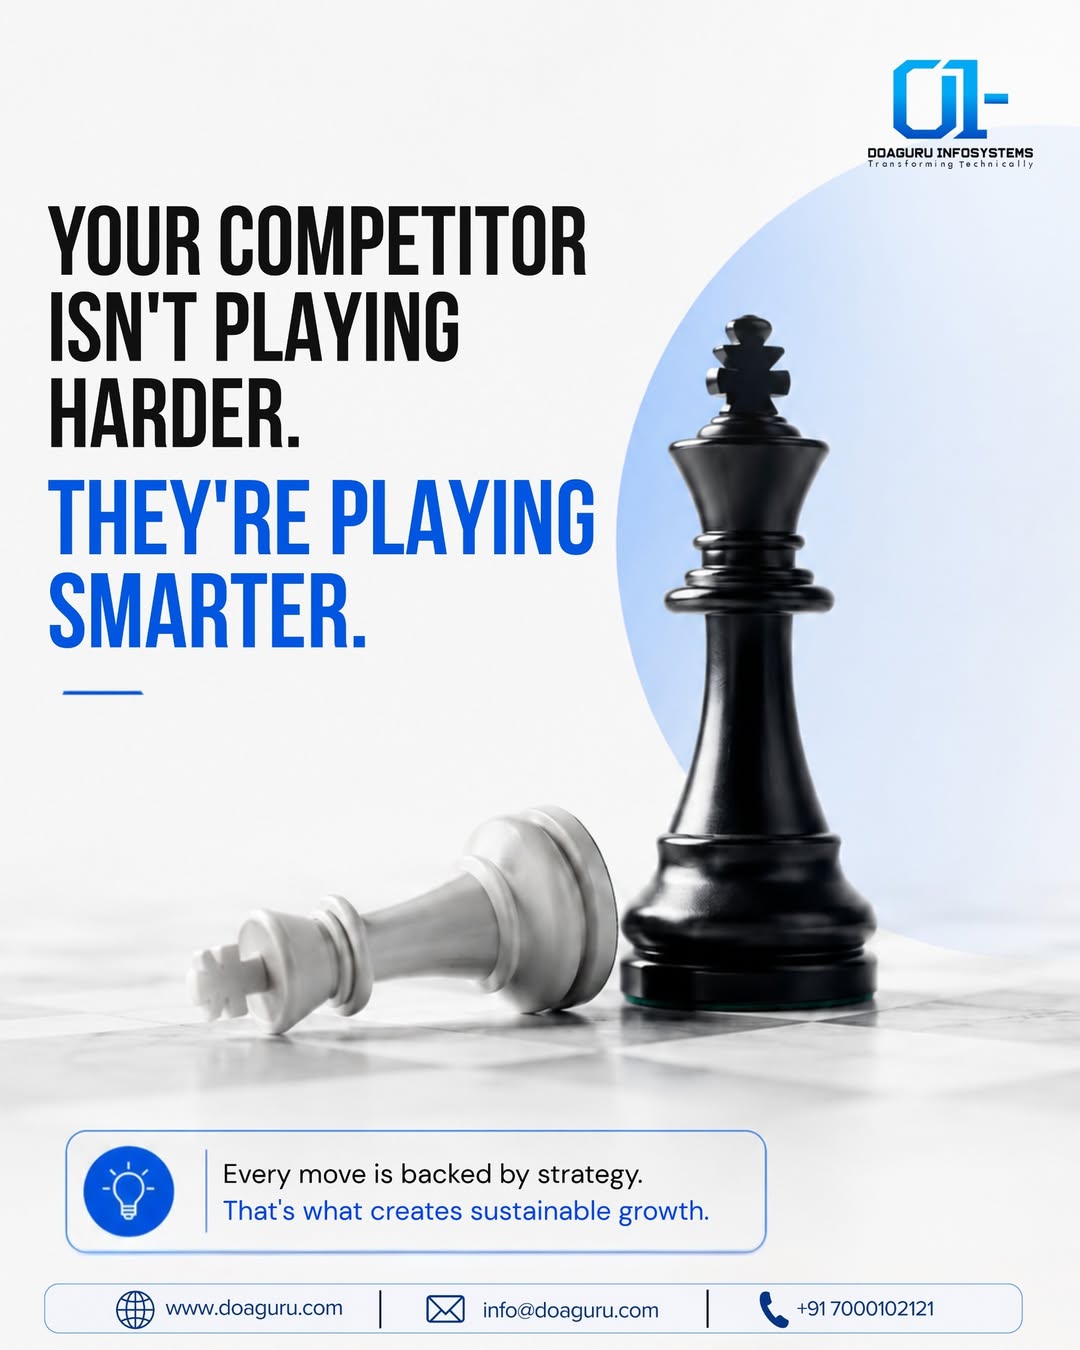 DOAGURU INFOSYSTEMS
Transforming Technically
YOUR COMPETITOR
ISN'T PLAYING
HARDER.
THEY'RE PLAYING
SMARTER.
Every move is backed by strategy.
That's what creates sustainable growth.
www.doaguru.com
info@doaguru.com
+91 7000102121